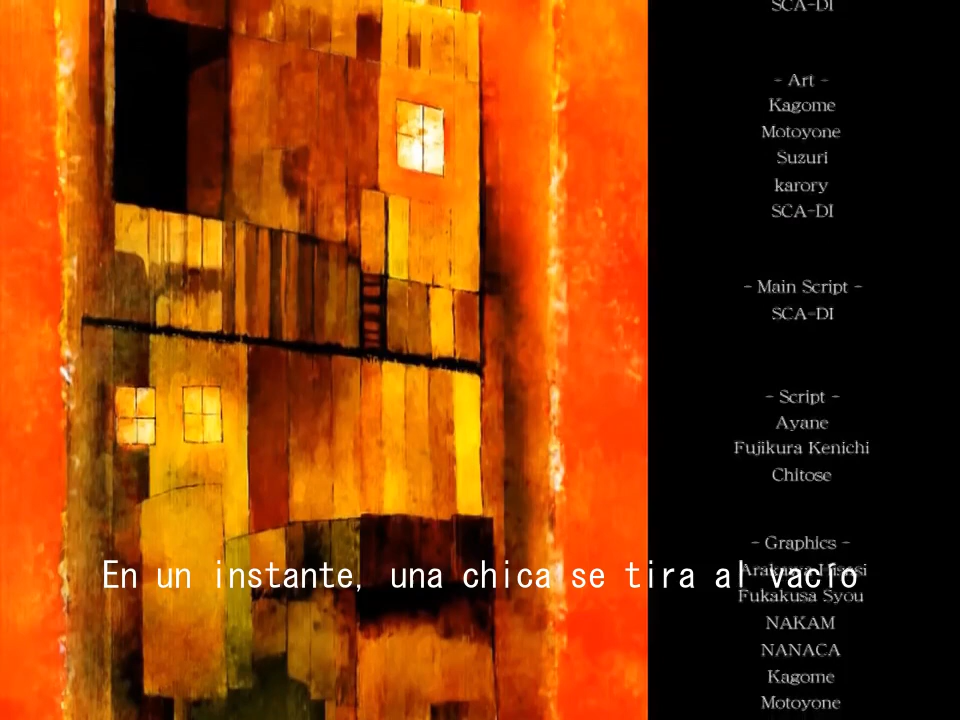 SCA-DI
- Art -
Kagome
Motoyone
Suzuri
karory
SCA-DI
- Main Script -
SCA-DI
- Script -
Ayane
Fujikura Kenichi
Chitose
- Graphics -
En un instante, una chica se tira al vacío
Fukakusa Syou
NAKAM
NANACA
Kagome
Motoyone